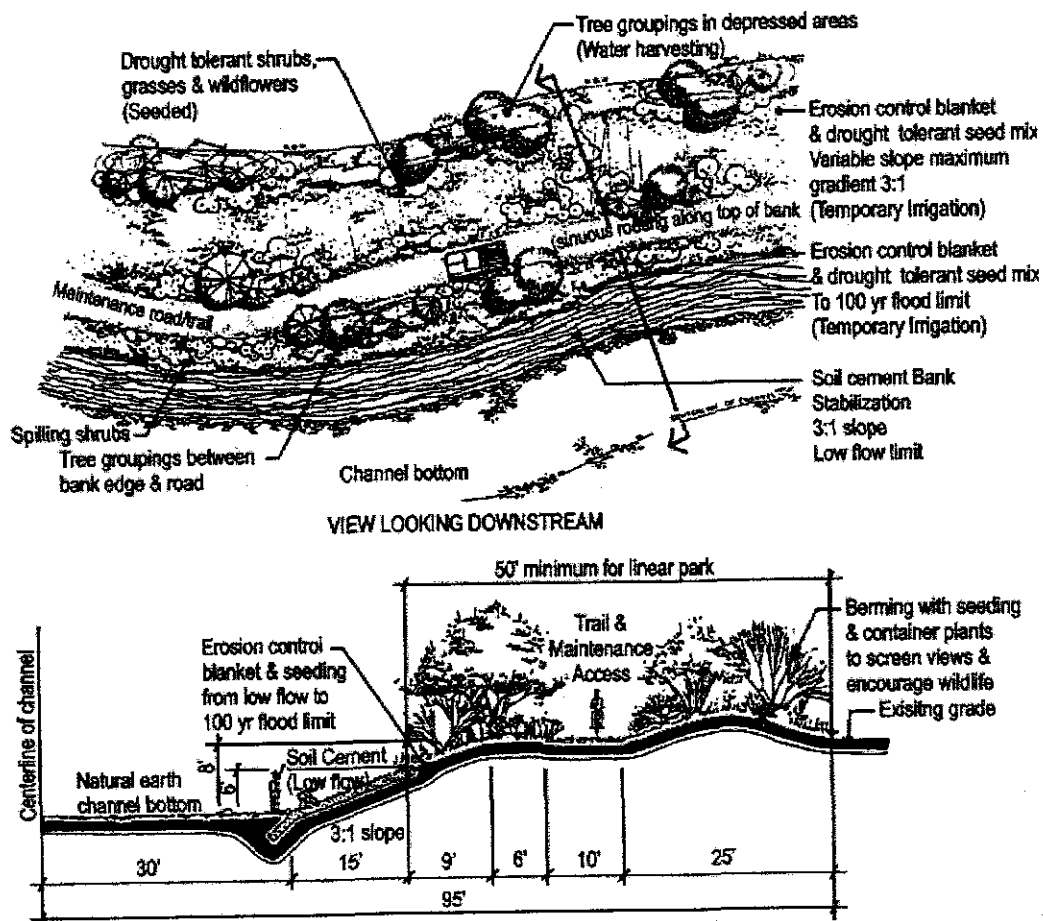 Tree groupings in depressed areas
(Water harvesting)
Drought tolerant shrubs,
grasses & wildflowers
(Seeded)
Erosion control blanket
& drought tolerant seed mix
Variable slope maximum
gradient 3:1
(Temporary Irrigation)
(sinuous routing along top of bank
Erosion control blanket
& drought tolerant seed mix
To 100 yr flood limit
(Temporary Irrigation)
Maintenance road/trail
Soil cement Bank
Stabilization
3:1 slope
Low flow limit
Spilling shrubs
Tree groupings between
bank edge & road
Channel bottom
VIEW LOOKING DOWNSTREAM
50' minimum for linear park
Centerline of channel
Erosion control
blanket & seeding
from low flow to
100 yr flood limit
Trail &
Maintenance
Access
Berming with seeding
& container plants
to screen views &
encourage wildlife
Exisitng grade
8'
6'
Soil Cement
(Low flow)
Natural earth
channel bottom
3:1 slope
30'
15'
9'
6'
10'
25'
95'